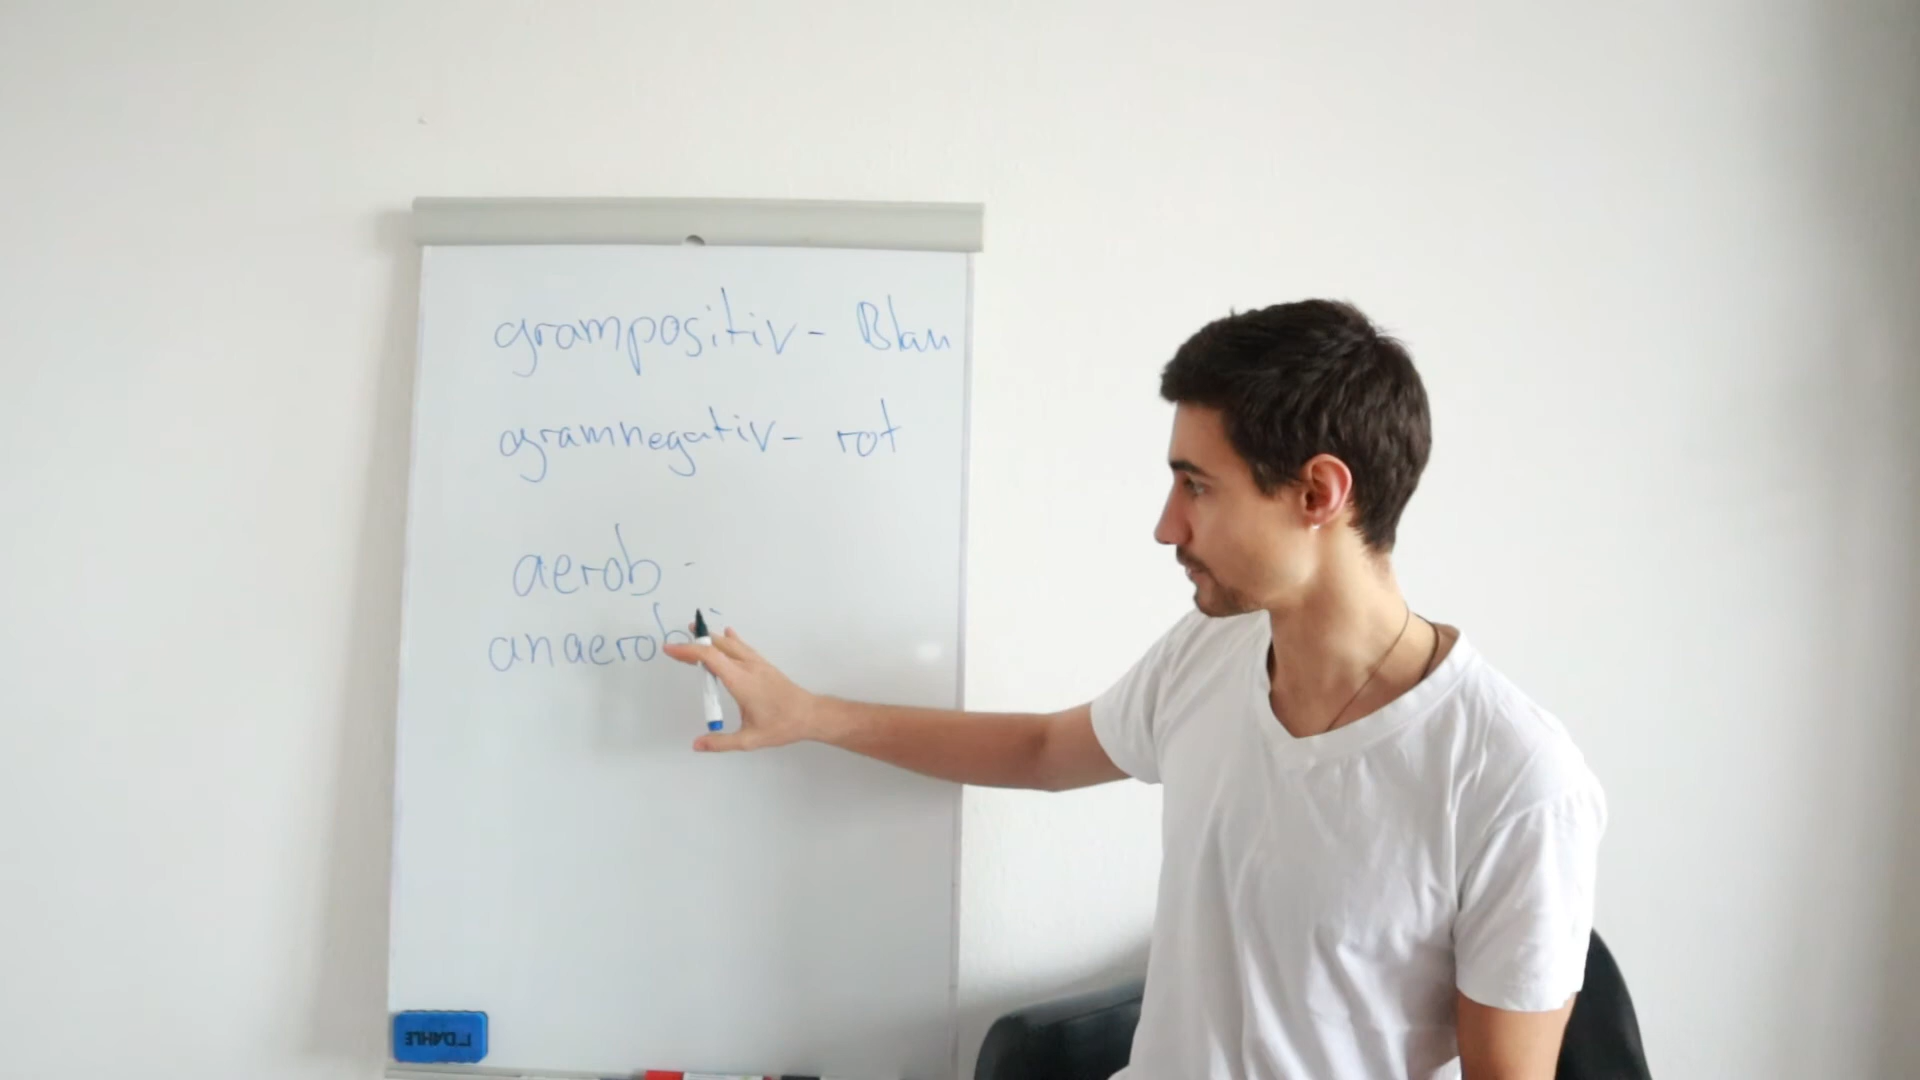 grampositiv - Blau
gramnegativ - rot
aerob -
anaerob -
DAHLE